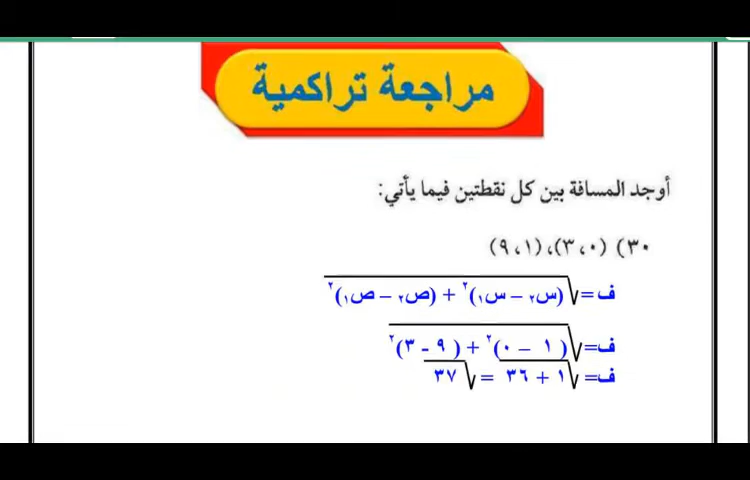 مراجعة تراكمية
أوجد المسافة بين كل نقطتين فيما يأتي:
٣٠) (٠، ٣)، (١، ٩)
ف = √(س٢ – س١)٢ + (ص٢ – ص١)٢
ف = √(١ – ٠)٢ + (٩ - ٣)٢
ف = √١ + ٣٦ = √٣٧